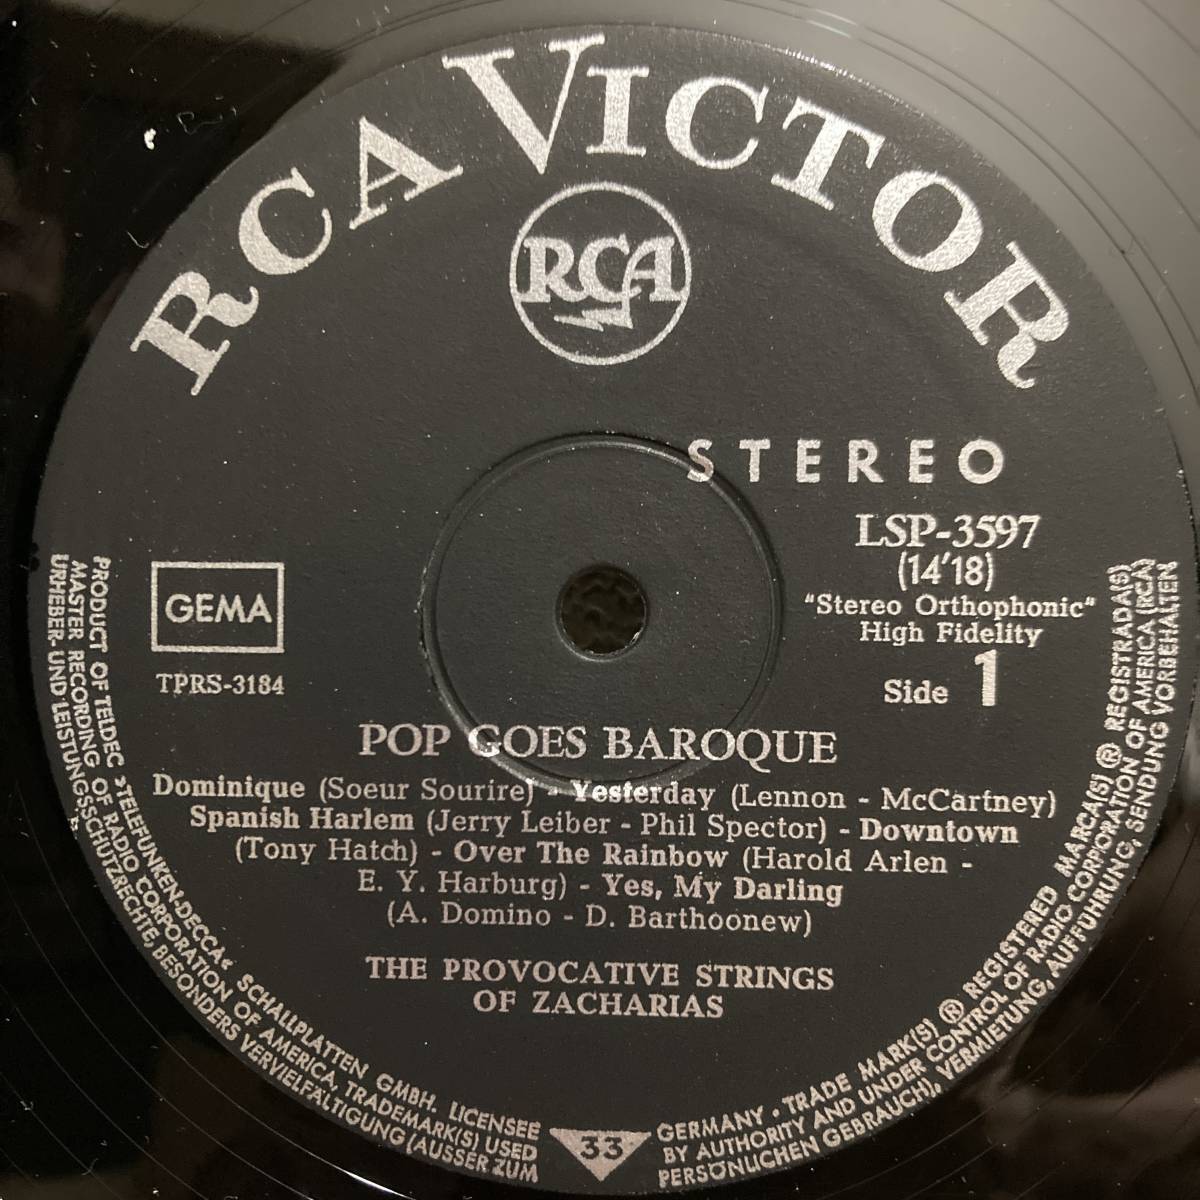 RCA VICTOR
RCA
STEREO
LSP-3597
(14'18)
"Stereo Orthophonic"
High Fidelity
Side 1
GEMA
TPRS-3184
POP GOES BAROQUE
Dominique (Soeur Sourire) - Yesterday (Lennon - McCartney)
Spanish Harlem (Jerry Leiber - Phil Spector) - Downtown
(Tony Hatch) - Over The Rainbow (Harold Arlen -
E. Y. Harburg) - Yes, My Darling
(A. Domino - D. Barthoonew)
THE PROVOCATIVE STRINGS
OF ZACHARIAS
PRODUCT OF TELDEC »TELEFUNKEN-DECCA« SCHALLPLATTEN GMBH. LICENSEE
MASTER RECORDING OF RADIO CORPORATION OF AMERICA, TRADEMARK(S) USED
URHEBER- UND LEISTUNGSSCHUTZRECHTE, BESONDERS VERVIELFÄLTIGUNG (AUSSER ZUM
33
GERMANY · TRADE MARK(S) ® REGISTERED MARCA(S) ® REGISTRADA(S)
BY AUTHORITY AND UNDER CONTROL OF RADIO CORPORATION OF AMERICA (RCA)
PERSÖNLICHEN GEBRAUCH), VERMIETUNG, AUFFÜHRUNG, SENDUNG VORBEHALTEN